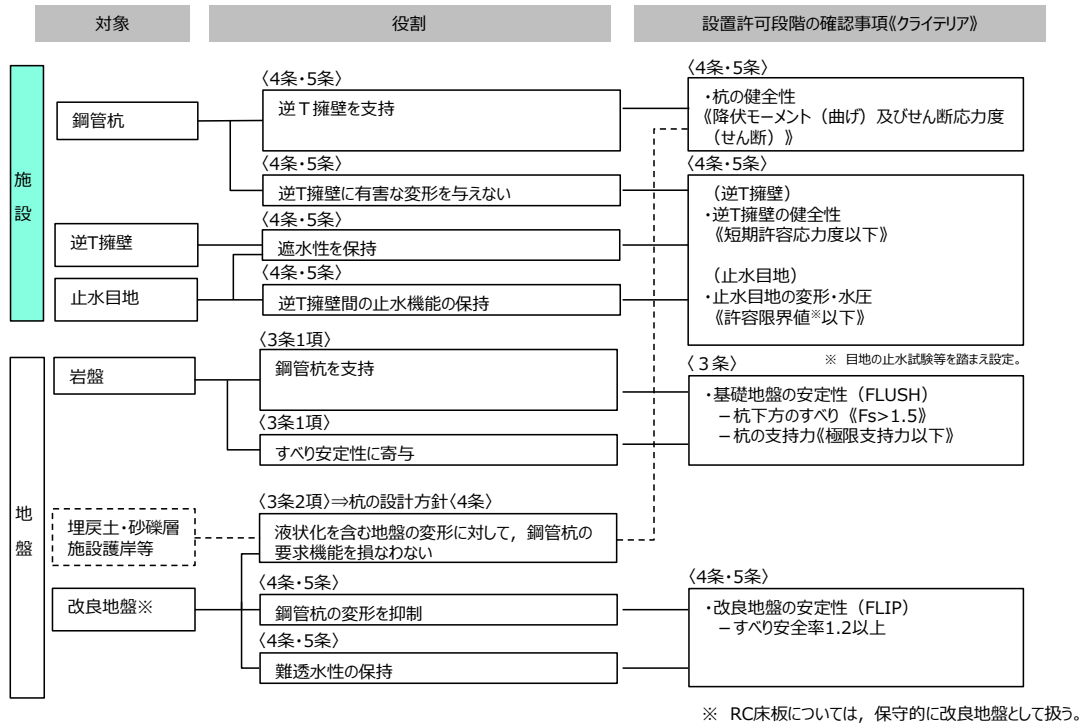 対象
役割
設置許可段階の確認事項《クライテリア》
施設
鋼管杭
〈4条・5条〉
逆T擁壁を支持
〈4条・5条〉
・杭の健全性
《降伏モーメント（曲げ）及びせん断応力度
（せん断）》
〈4条・5条〉
逆T擁壁に有害な変形を与えない
逆T擁壁
〈4条・5条〉
遮水性を保持
止水目地
〈4条・5条〉
逆T擁壁間の止水機能の保持
〈4条・5条〉
（逆T擁壁）
・逆T擁壁の健全性
《短期許容応力度以下》
（止水目地）
・止水目地の変形・水圧
《許容限界値※以下》
※ 目地の止水試験等を踏まえ設定。
地盤
岩盤
〈3条1項〉
鋼管杭を支持
〈3条1項〉
すべり安定性に寄与
〈３条〉
・基礎地盤の安定性（FLUSH）
－杭下方のすべり《Fs>1.5》
－杭の支持力《極限支持力以下》
埋戻土・砂礫層
施設護岸等
〈3条2項〉⇒杭の設計方針〈4条〉
液状化を含む地盤の変形に対して，鋼管杭の
要求機能を損なわない
改良地盤※
〈4条・5条〉
鋼管杭の変形を抑制
〈4条・5条〉
難透水性の保持
〈4条・5条〉
・改良地盤の安定性（FLIP）
－すべり安全率1.2以上
※ RC床板については，保守的に改良地盤として扱う。